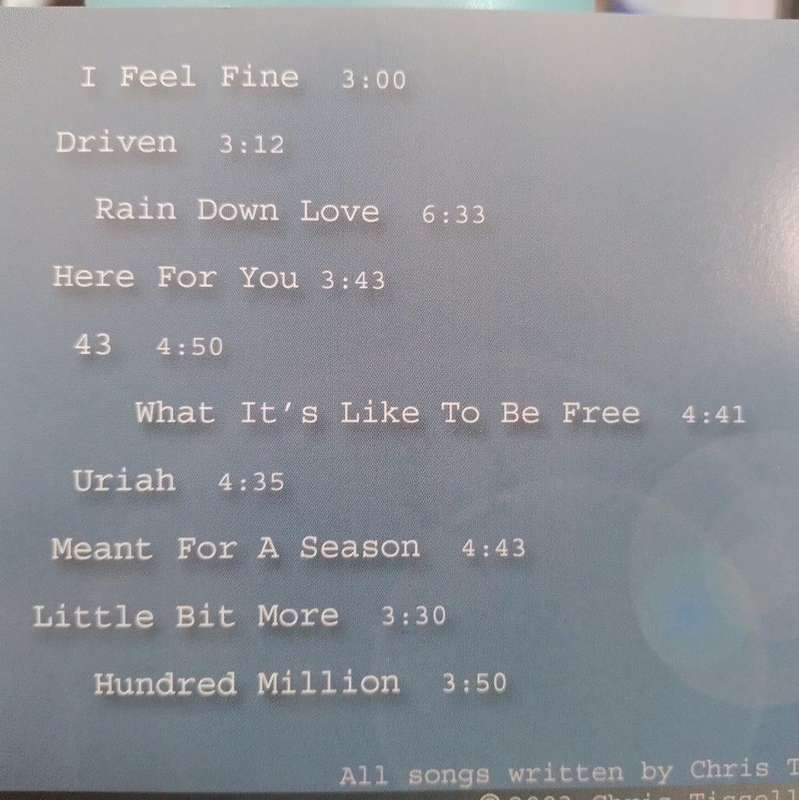 I Feel Fine 3:00
Driven 3:12
Rain Down Love 6:33
Here For You 3:43
43 4:50
What It's Like To Be Free 4:41
Uriah 4:35
Meant For A Season 4:43
Little Bit More 3:30
Hundred Million 3:50
All songs written by Chris T
Chris